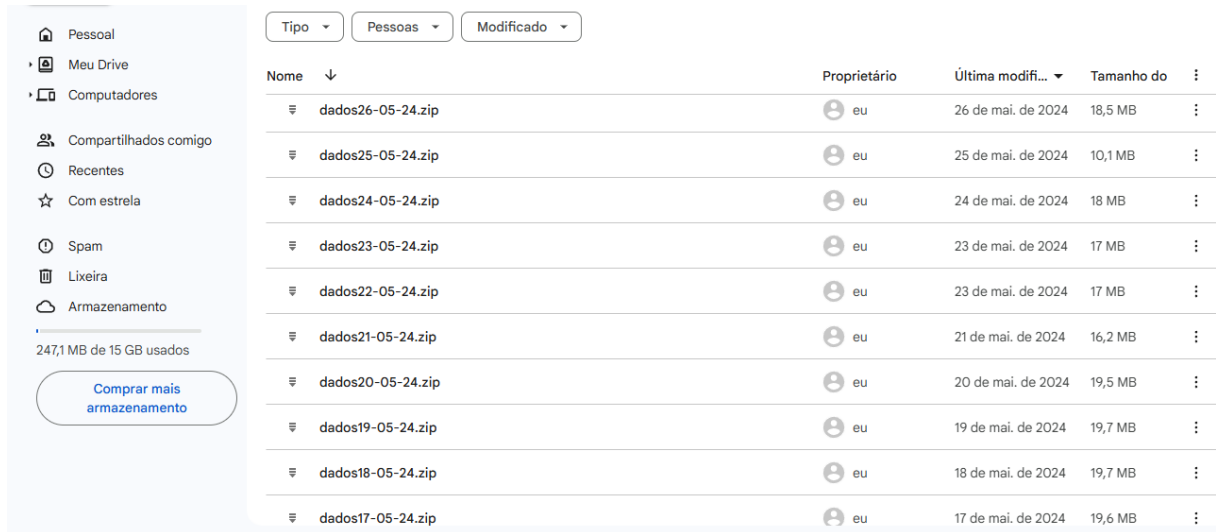 Pessoal
Meu Drive
Computadores
Compartilhados comigo
Recentes
Com estrela
Spam
Lixeira
Armazenamento
247,1 MB de 15 GB usados
Comprar mais
armazenamento
Tipo Pessoas Modificado
Nome Proprietário Última modifi... Tamanho do
dados26-05-24.zip eu 26 de mai. de 2024 18,5 MB
dados25-05-24.zip eu 25 de mai. de 2024 10,1 MB
dados24-05-24.zip eu 24 de mai. de 2024 18 MB
dados23-05-24.zip eu 23 de mai. de 2024 17 MB
dados22-05-24.zip eu 23 de mai. de 2024 17 MB
dados21-05-24.zip eu 21 de mai. de 2024 16,2 MB
dados20-05-24.zip eu 20 de mai. de 2024 19,5 MB
dados19-05-24.zip eu 19 de mai. de 2024 19,7 MB
dados18-05-24.zip eu 18 de mai. de 2024 19,7 MB
dados17-05-24.zip eu 17 de mai. de 2024 19,6 MB